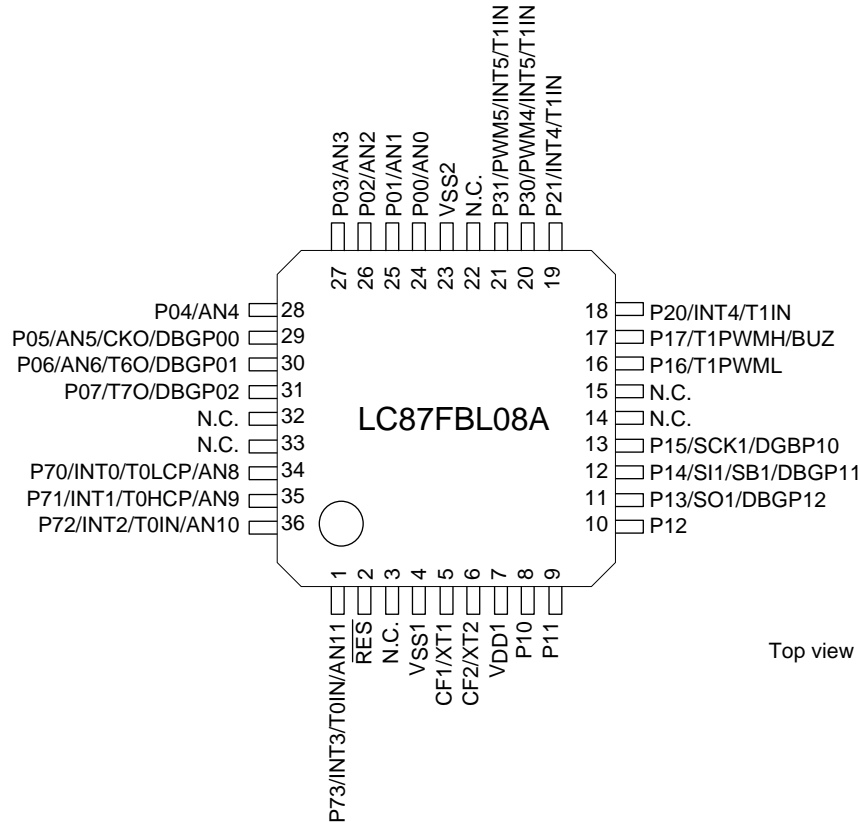 P03/AN3
P02/AN2
P01/AN1
P00/AN0
VSS2
N.C.
P31/PWM5/INT5/T1IN
P30/PWM4/INT5/T1IN
P21/INT4/T1IN
27
26
25
24
23
22
21
20
19
P04/AN4 28
P05/AN5/CKO/DBGP00 29
P06/AN6/T6O/DBGP01 30
P07/T7O/DBGP02 31
N.C. 32
N.C. 33
P70/INT0/T0LCP/AN8 34
P71/INT1/T0HCP/AN9 35
P72/INT2/T0IN/AN10 36
LC87FBL08A
18 P20/INT4/T1IN
17 P17/T1PWMH/BUZ
16 P16/T1PWML
15 N.C.
14 N.C.
13 P15/SCK1/DGBP10
12 P14/SI1/SB1/DBGP11
11 P13/SO1/DBGP12
10 P12
1
2
3
4
5
6
7
8
9
P73/INT3/T0IN/AN11
RES
N.C.
VSS1
CF1/XT1
CF2/XT2
VDD1
P10
P11
Top view